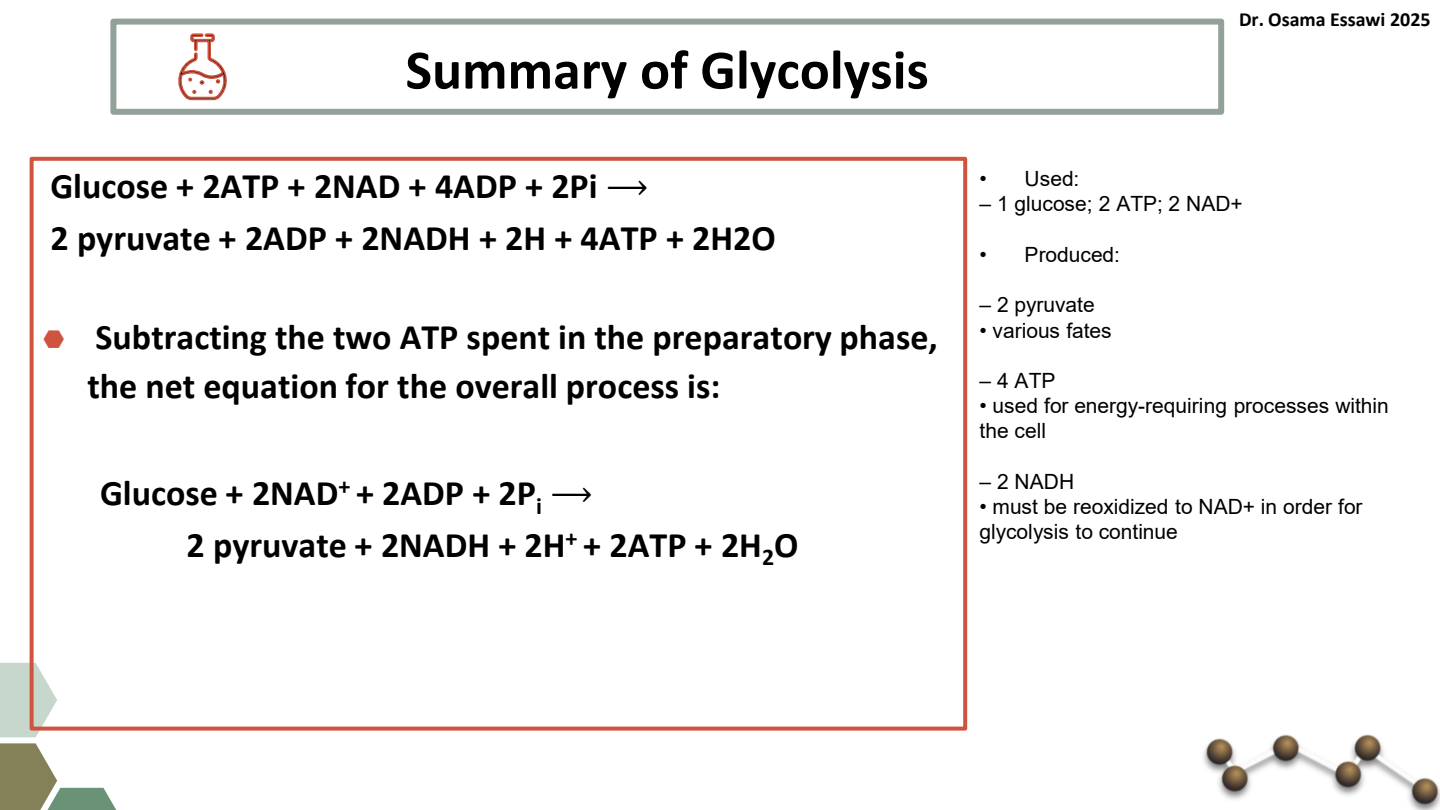 Dr. Osama Essawi 2025
Summary of Glycolysis
Glucose + 2ATP + 2NAD + 4ADP + 2Pi ⟶
2 pyruvate + 2ADP + 2NADH + 2H + 4ATP + 2H2O
Subtracting the two ATP spent in the preparatory phase,
the net equation for the overall process is:
Glucose + 2NAD⁺ + 2ADP + 2Pᵢ ⟶
2 pyruvate + 2NADH + 2H⁺ + 2ATP + 2H₂O
• Used:
– 1 glucose; 2 ATP; 2 NAD+
• Produced:
– 2 pyruvate
• various fates
– 4 ATP
• used for energy-requiring processes within
the cell
– 2 NADH
• must be reoxidized to NAD+ in order for
glycolysis to continue